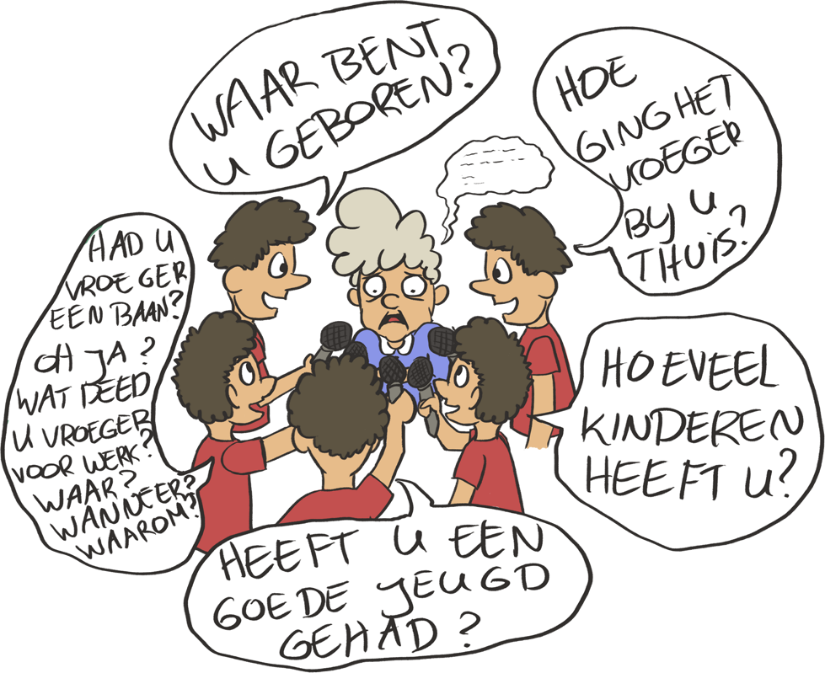 WAAR BENT
U GEBOREN?
HOE
GING HET
VROEGER
BIJ U
THUIS?
HAD U
VROEGER
EEN BAAN?
OH JA?
WAT DEED
U VROEGER
VOOR WERK?
WAAR?
WANNEER?
WAAROM?
HOEVEEL
KINDEREN
HEEFT U?
HEEFT U EEN
GOEDE JEUGD
GEHAD?